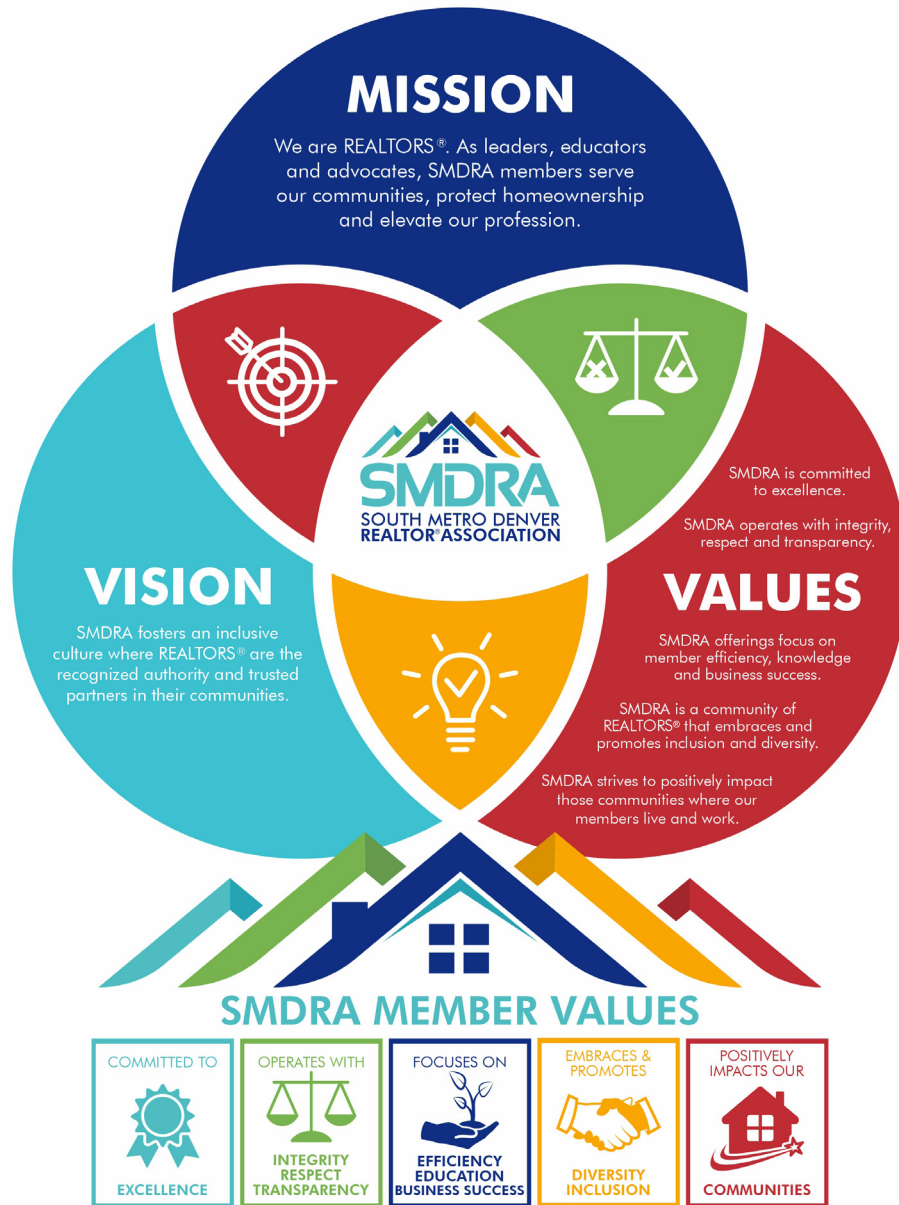 MISSION
We are REALTORS®. As leaders, educators
and advocates, SMDRA members serve
our communities, protect homeownership
and elevate our profession.
SMDRA
SOUTH METRO DENVER
REALTOR® ASSOCIATION
VISION
SMDRA fosters an inclusive
culture where REALTORS® are the
recognized authority and trusted
partners in their communities.
SMDRA is committed
to excellence.
SMDRA operates with integrity,
respect and transparency.
VALUES
SMDRA offerings focus on
member efficiency, knowledge
and business success.
SMDRA is a community of
REALTORS® that embraces and
promotes inclusion and diversity.
SMDRA strives to positively impact
those communities where our
members live and work.
SMDRA MEMBER VALUES
COMMITTED TO
EXCELLENCE
OPERATES WITH
INTEGRITY
RESPECT
TRANSPARENCY
FOCUSES ON
EFFICIENCY
EDUCATION
BUSINESS SUCCESS
EMBRACES &
PROMOTES
DIVERSITY
INCLUSION
POSITIVELY
IMPACTS OUR
COMMUNITIES